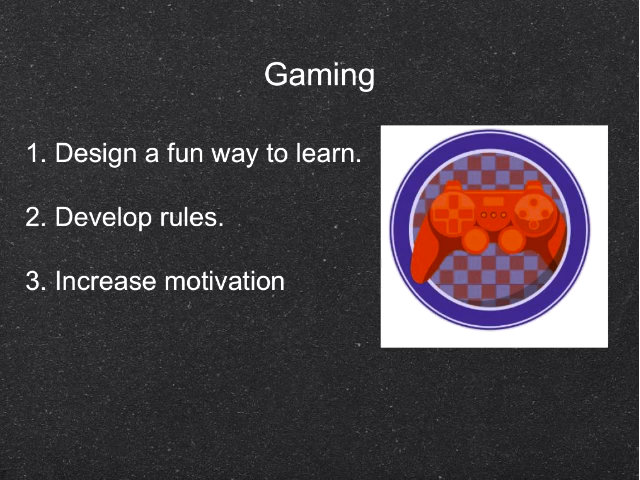 Gaming
1. Design a fun way to learn.
2. Develop rules.
3. Increase motivation